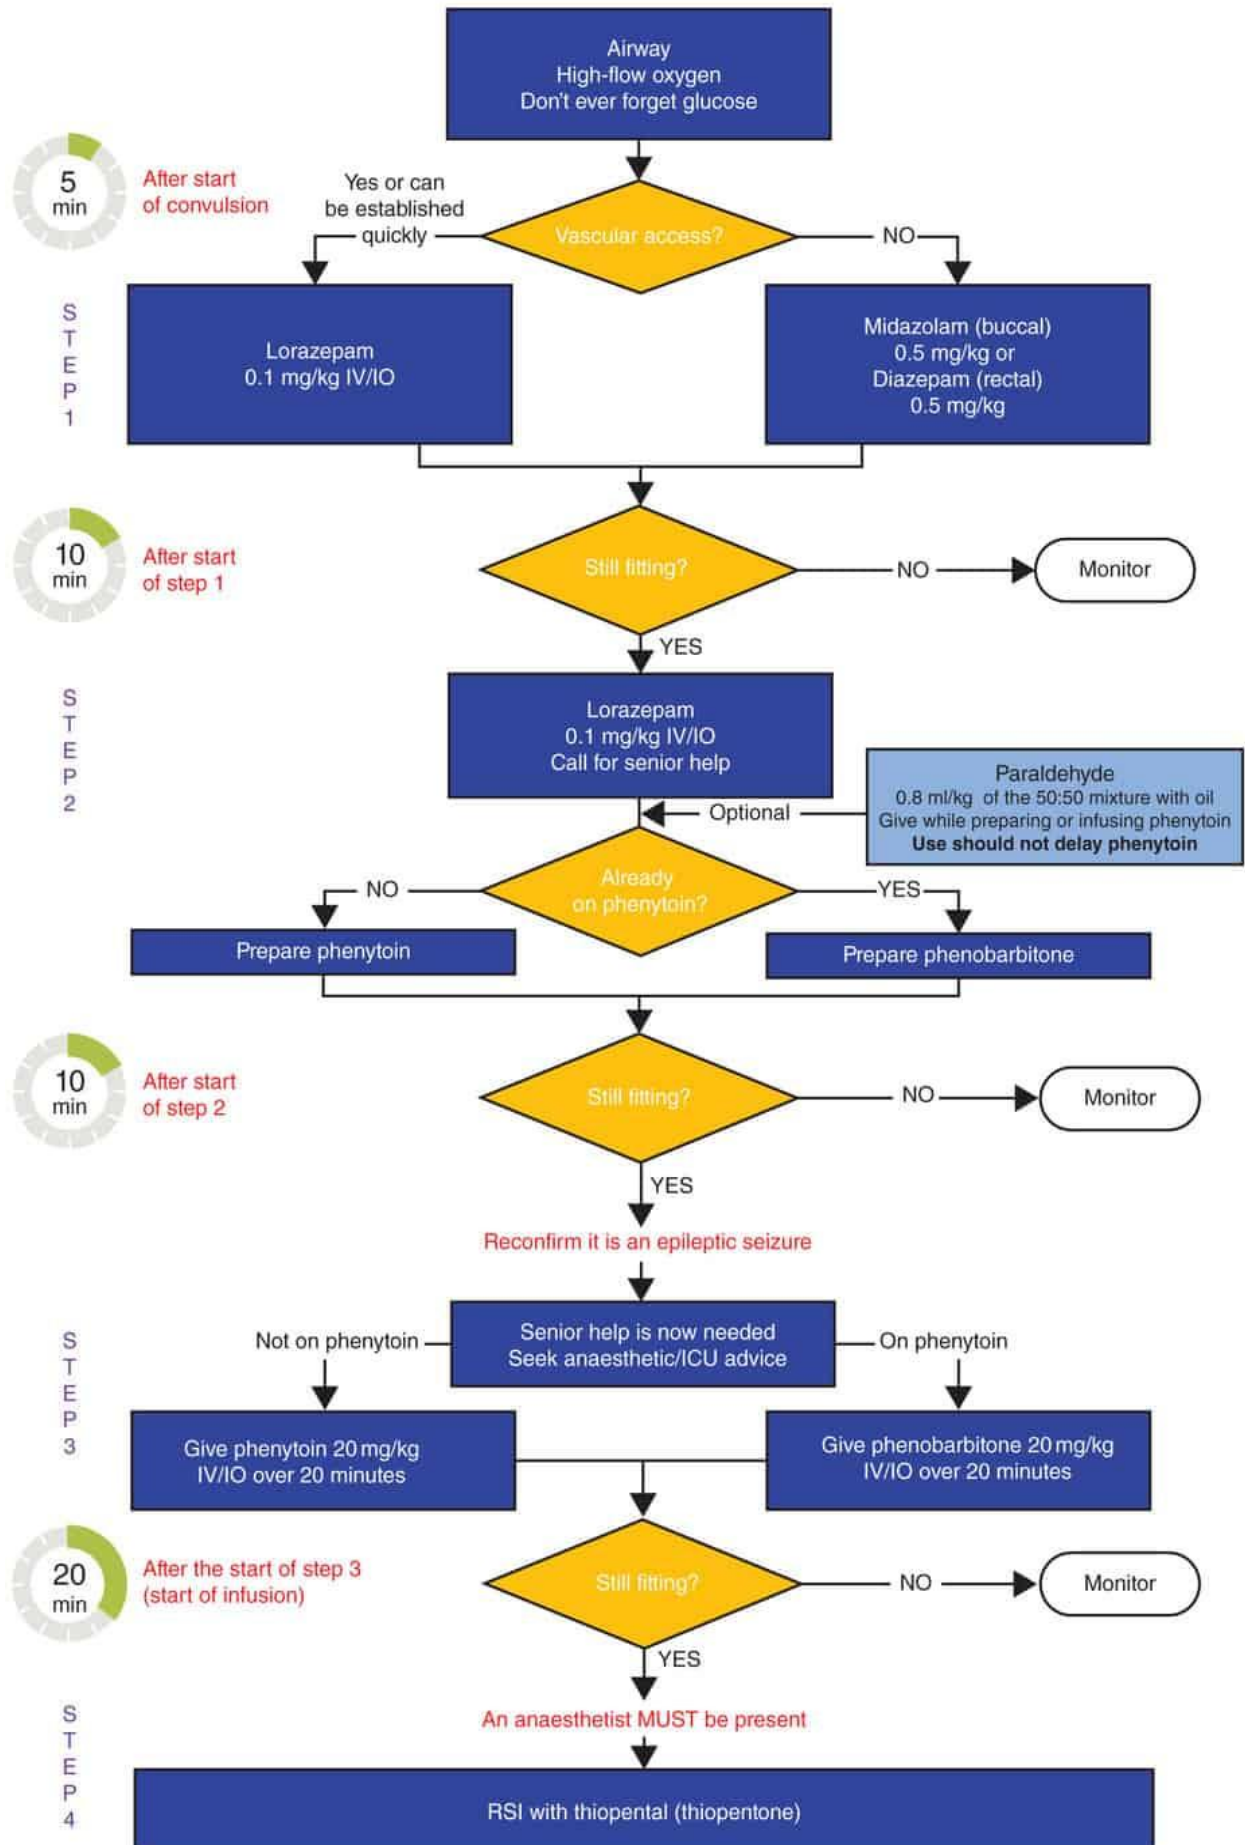 Airway
High-flow oxygen
Don't ever forget glucose
5
min
After start
of convulsion
Yes or can
be established
quickly
Vascular access?
NO
S
T
E
P
1
Lorazepam
0.1 mg/kg IV/IO
Midazolam (buccal)
0.5 mg/kg or
Diazepam (rectal)
0.5 mg/kg
10
min
After start
of step 1
Still fitting?
NO
Monitor
YES
S
T
E
P
2
Lorazepam
0.1 mg/kg IV/IO
Call for senior help
Optional
Paraldehyde
0.8 ml/kg of the 50:50 mixture with oil
Give while preparing or infusing phenytoin
Use should not delay phenytoin
NO
Already
on phenytoin?
YES
Prepare phenytoin
Prepare phenobarbitone
10
min
After start
of step 2
Still fitting?
NO
Monitor
YES
Reconfirm it is an epileptic seizure
S
T
E
P
3
Not on phenytoin
Senior help is now needed
Seek anaesthetic/ICU advice
On phenytoin
Give phenytoin 20 mg/kg
IV/IO over 20 minutes
Give phenobarbitone 20 mg/kg
IV/IO over 20 minutes
20
min
After the start of step 3
(start of infusion)
Still fitting?
NO
Monitor
YES
An anaesthetist MUST be present
S
T
E
P
4
RSI with thiopental (thiopentone)